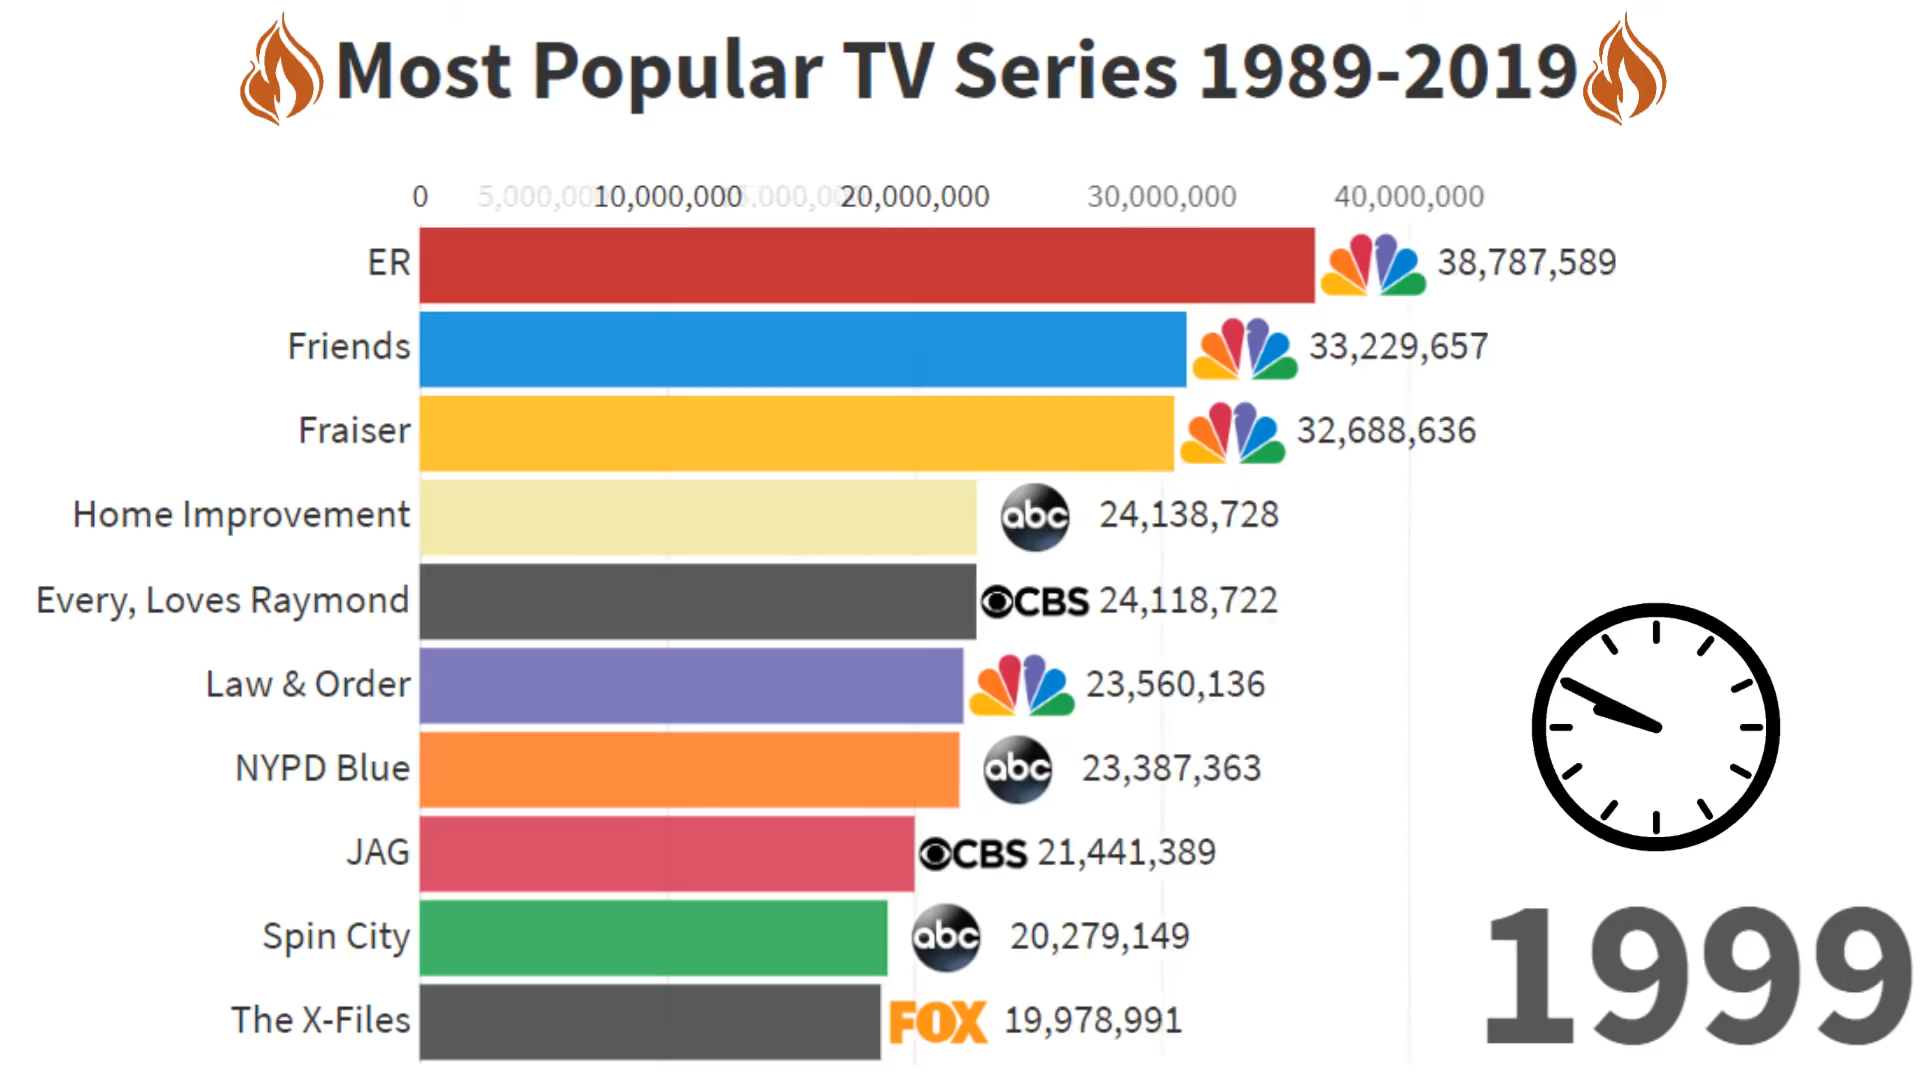 Most Popular TV Series 1989-2019
0 5,000,000 10,000,000 20,000,000 30,000,000 40,000,000
ER 38,787,589
Friends 33,229,657
Fraiser 32,688,636
Home Improvement abc 24,138,728
Every, Loves Raymond CBS 24,118,722
Law & Order 23,560,136
NYPD Blue abc 23,387,363
JAG CBS 21,441,389
Spin City abc 20,279,149
The X-Files FOX 19,978,991
1999